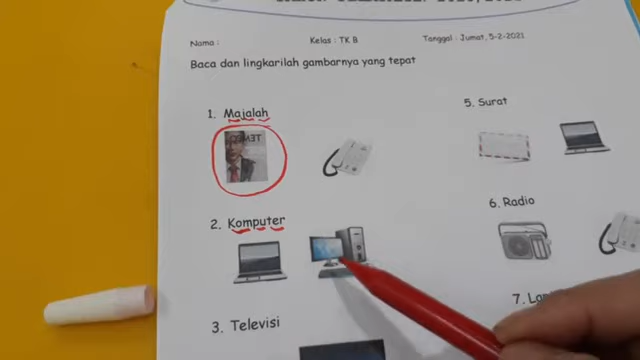 Nama :
Kelas : TK B
Tanggal : Jumat, 5-2-2021
Baca dan lingkarilah gambarnya yang tepat
1. Majalah
2. Komputer
3. Televisi
5. Surat
6. Radio